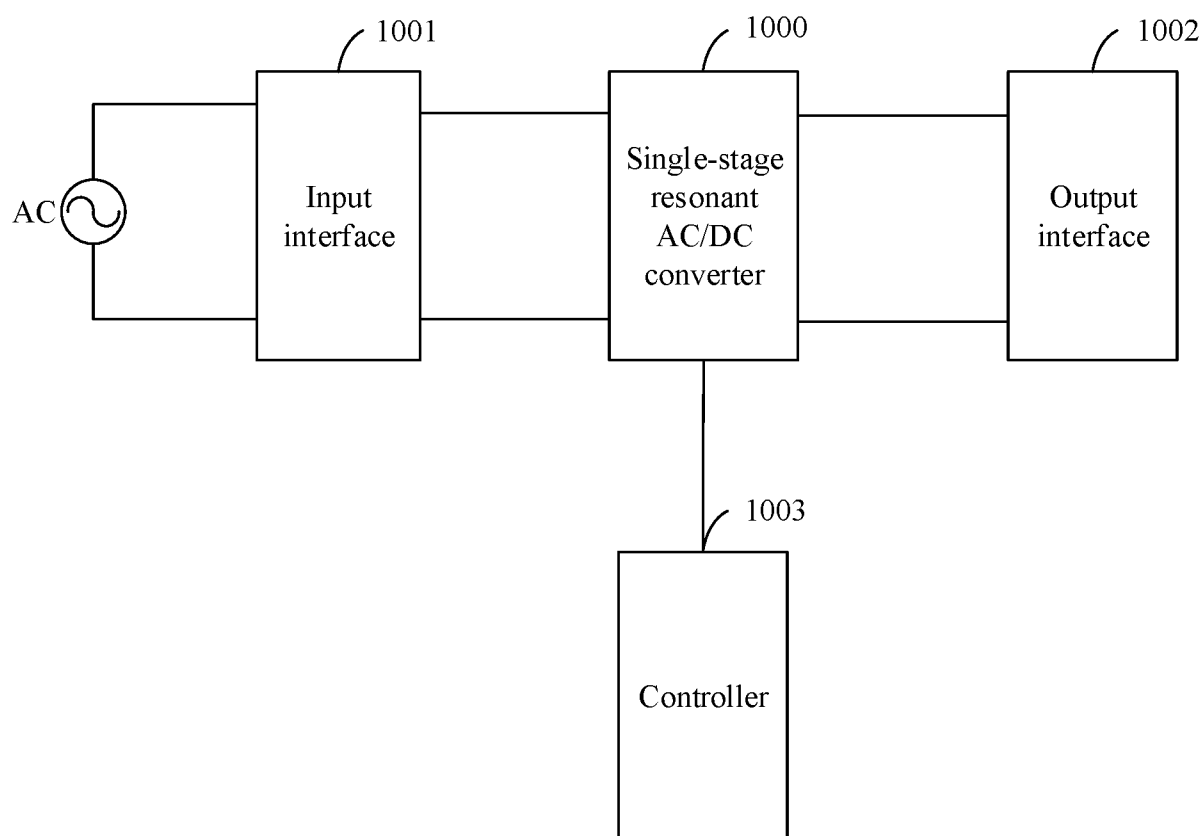 1001
1000
1002
AC
Input
interface
Single-stage
resonant
AC/DC
converter
Output
interface
1003
Controller